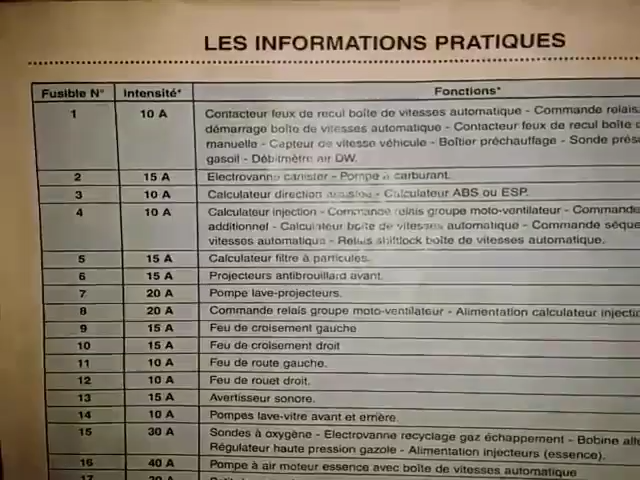 LES INFORMATIONS PRATIQUES
Fusible N° Intensité* Fonctions*
1 10 A Contacteur feux de recul boîte de vitesses automatique - Commande relais
démarrage boîte de vitesses automatique - Contacteur feux de recul boîte
manuelle - Capteur de vitesse véhicule - Boîtier préchauffage - Sonde
gasoil - Débitmètre air DW.
2 15 A Electrovanne canister - Pompe à carburant.
3 10 A Calculateur direction assistée - Calculateur ABS ou ESP.
4 10 A Calculateur injection - Commande relais groupe moto-ventilateur - Commande
additionnel - Calculateur boîte de vitesses automatique - Commande
vitesses automatique - Relais shiftlock boîte de vitesses automatique.
5 15 A Calculateur filtre à particules.
6 15 A Projecteurs antibrouillard avant.
7 20 A Pompe lave-projecteurs.
8 20 A Commande relais groupe moto-ventilateur - Alimentation calculateur
9 15 A Feu de croisement gauche
10 15 A Feu de croisement droit
11 10 A Feu de route gauche.
12 10 A Feu de rouet droit.
13 15 A Avertisseur sonore.
14 10 A Pompes lave-vitre avant et errière.
15 30 A Sondes à oxygène - Electrovanne recyclage gaz échappement - Bobine
Régulateur haute pression gazole - Alimentation injecteurs (essence).
16 40 A Pompe à air moteur essence avec boîte de vitesses automatique
17